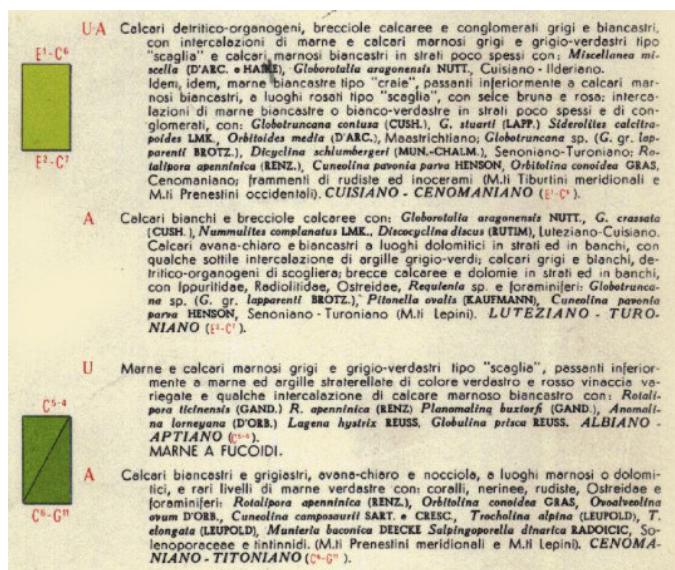 U-A Calcari detritico-organogeni, brecciole calcaree e conglomerati grigi e biancastri,
con intercalazioni di marne e calcari marnosi grigi e grigio-verdastri tipo
E¹-C⁶ "scaglia" e calcari marnosi biancastri in strati poco spessi con: Miscellanea mi-
scella (D'ARC. e HAIME), Globorotalia aragonensis NUTT., Cuisiano - Ilderiano.
Idem, idem, marne biancastre tipo "craie", passanti inferiormente a calcari mar-
nosi biancastri, a luoghi rosati tipo "scaglia", con selce bruna e rosa; interca-
lazioni di marne biancastre o bianco-verdastre in strati poco spessi e di con-
glomerati, con: Globotruncana contusa (CUSH.), G. stuarti (LAPP.) Siderolites calcitra-
poides LMK., Orbitoides media (D'ARC.), Maastrichtiano; Globotruncana sp. (G. gr. lap-
E²-C⁷ parenti BROTZ.), Dicyclina schlumbergeri (MUN.-CHALM.), Senoniano-Turoniano; Ro-
talipora apenninica (RENZ.), Cuneolina pavonia parva HENSON, Orbitolina conoidea GRAS,
Cenomaniano; frammenti di rudiste ed inocerami (M.ti Tiburtini meridionali e
M.ti Prenestini occidentali). CUISIANO - CENOMANIANO (E¹-C⁶).
A Calcari bianchi e brecciole calcaree con: Globorotalia aragonensis NUTT., G. crassata
(CUSH.), Nummulites complanatus LMK., Discocyclina discus (RUTIM), Luteziano-Cuisiano.
Calcari avana-chiaro e biancastri a luoghi dolomitici in strati ed in banchi, con
qualche sottile intercalazione di argille grigio-verdi; calcari grigi e bianchi, de-
tritico-organogeni di scogliera; brecce calcaree e dolomie in strati ed in banchi,
con Ippuritidae, Radiolitidae, Ostreidae, Requienia sp. e foraminiferi: Globotrunca-
na sp. (G. gr. lapparenti BROTZ.), Pitonella ovalis (KAUFMANN), Cuneolina pavonia
parva HENSON, Senoniano - Turoniano (M.ti Lepini). LUTEZIANO - TURO-
NIANO (E²-C⁷).
U Marne e calcari marnosi grigi e grigio-verdastri tipo "scaglia", passanti inferior-
mente a marne ed argille straterellate di colore verdastro e rosso vinaccia va-
C⁵⁻⁴ riegate e qualche intercalazione di calcare marnoso biancastro con: Rotali-
pora ticinensis (GAND.) R. apenninica (RENZ) Planomalina buxtorfi (GAND.), Anomali-
na lorneyana (D'ORB.) Lagena hystrix REUSS, Globulina prisca REUSS. ALBIANO -
APTIANO (C⁵⁻⁴).
MARNE A FUCOIDI.
A Calcari biancastri e grigiastri, avana-chiaro e nocciola, a luoghi marnosi o dolomi-
tici, e rari livelli di marne verdastre con: coralli, nerinee, rudiste, Ostreidae e
C⁶-G¹¹ foraminiferi: Rotalipora apenninica (RENZ.), Orbitolina conoidea GRAS, Ovoalveolina
ovum D'ORB., Cuneolina camposaurii SART. e CRESC., Trocholina alpina (LEUPOLD), T.
elongata (LEUPOLD), Munieria baconica DEECKE Salpingoporella dinarica RADOICIC, So-
lenoporaceae e tintinnidi. (M.ti Prenestini meridionali e M.ti Lepini). CENOMA-
NIANO - TITONIANO (C⁶-G¹¹).